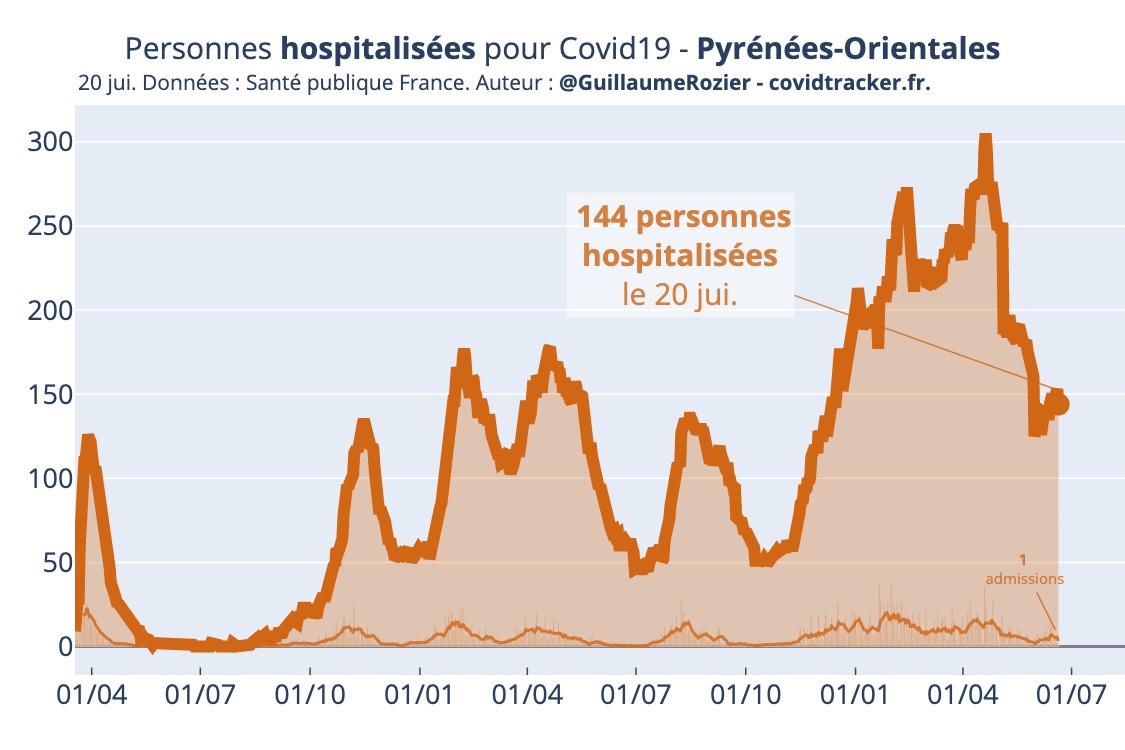 Personnes hospitalisées pour Covid19 - Pyrénées-Orientales
20 jui. Données : Santé publique France. Auteur : @GuillaumeRozier - covidtracker.fr.
300
250
200
150
100
50
0
144 personnes
hospitalisées
le 20 jui.
1
admissions
01/04 01/07 01/10 01/01 01/04 01/07 01/10 01/01 01/04 01/07